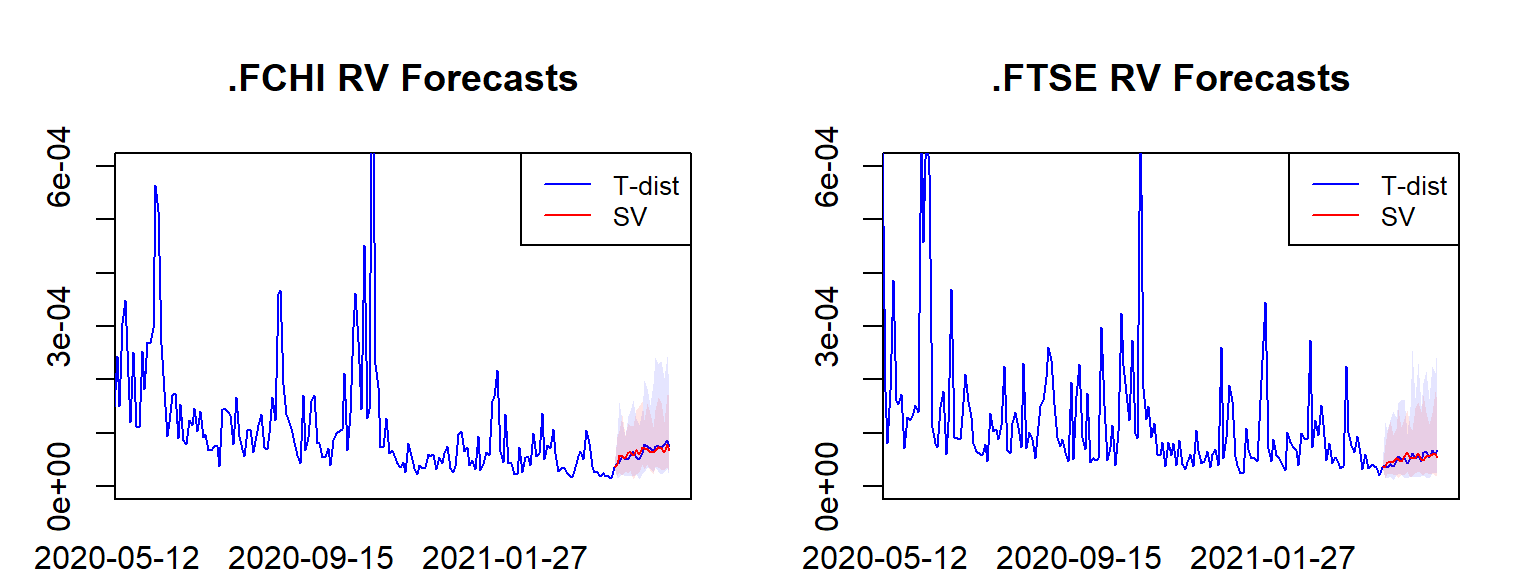 .FCHI RV Forecasts
6e-04
3e-04
0e+00
T-dist
SV
2020-05-12 2020-09-15 2021-01-27
.FTSE RV Forecasts
6e-04
3e-04
0e+00
T-dist
SV
2020-05-12 2020-09-15 2021-01-27